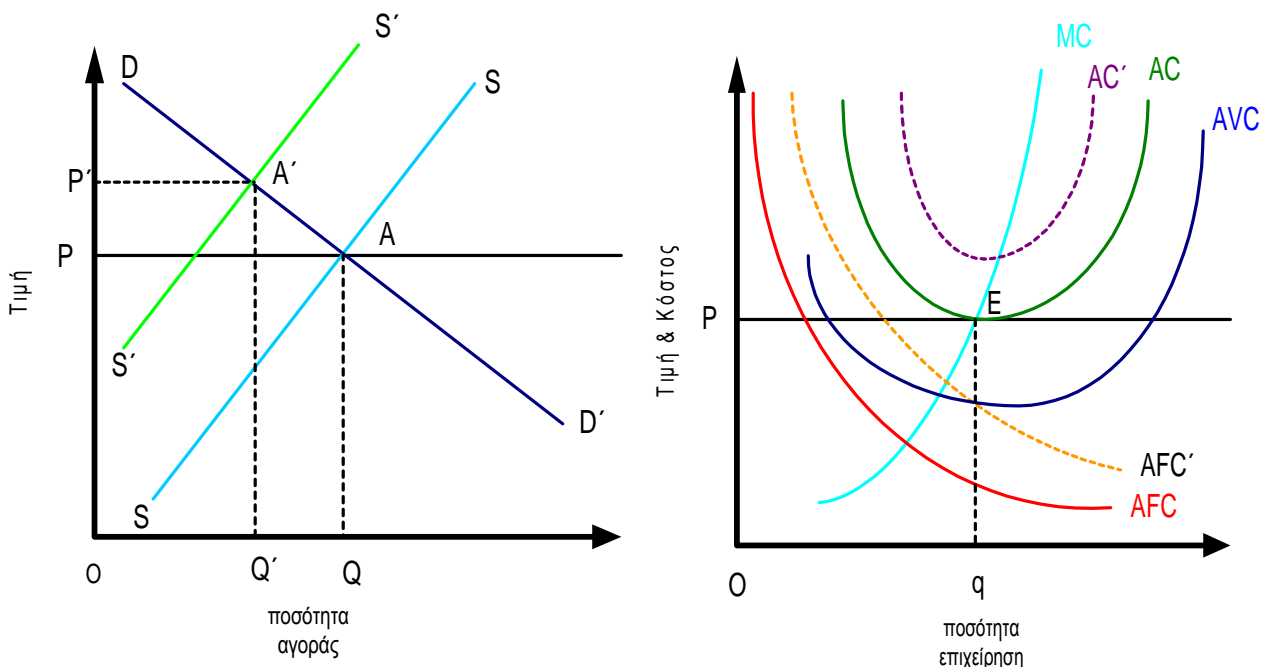 S´
D
S
P´
A´
A
P
Τιμή
S´
D´
S
O
Q´
Q
ποσότητα
αγοράς
MC
AC´
AC
AVC
Τιμή & Κόστος
P
E
AFC´
AFC
O
q
ποσότητα
επιχείρηση